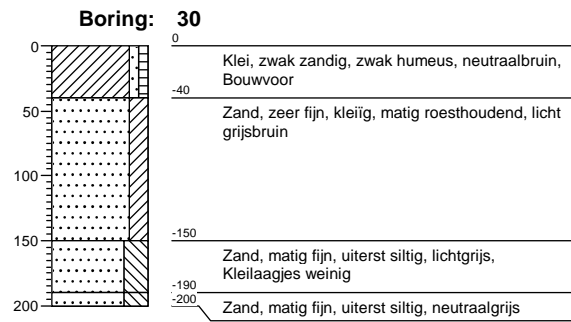 Boring: 30
0
0
Klei, zwak zandig, zwak humeus, neutraalbruin,
Bouwvoor
-40
50
Zand, zeer fijn, kleiïg, matig roesthoudend, licht
grijsbruin
100
150
-150
Zand, matig fijn, uiterst siltig, lichtgrijs,
Kleilaagjes weinig
-190
200
-200
Zand, matig fijn, uiterst siltig, neutraalgrijs